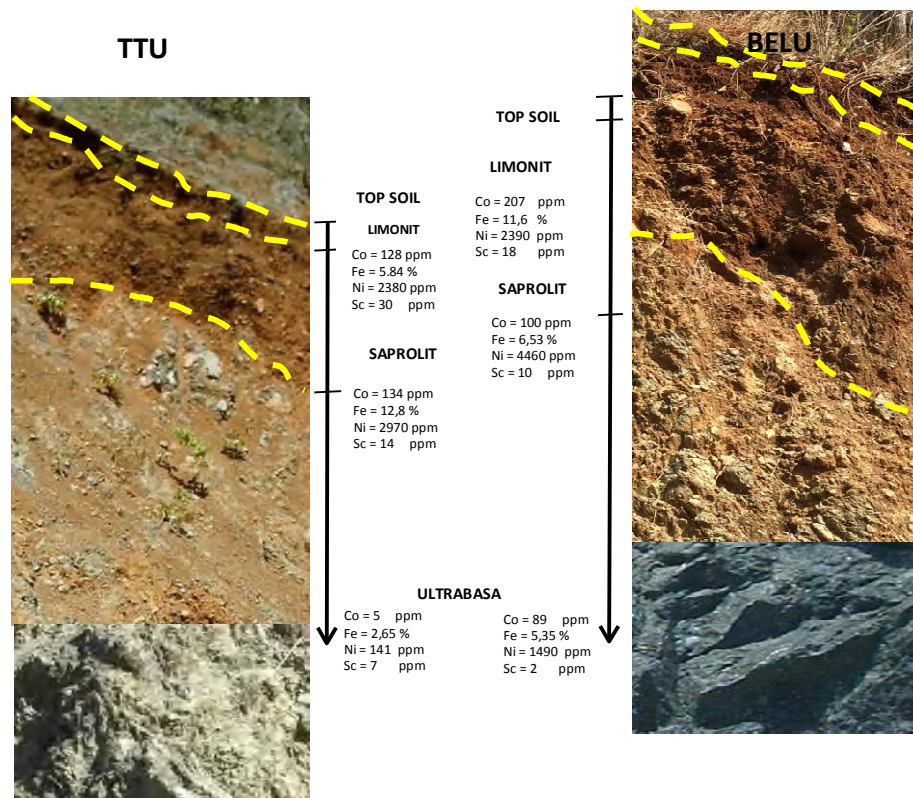 TTU
TOP SOIL
LIMONIT
Co = 128 ppm
Fe = 5.84 %
Ni = 2380 ppm
Sc = 30 ppm
SAPROLIT
Co = 134 ppm
Fe = 12,8 %
Ni = 2970 ppm
Sc = 14 ppm
BELU
TOP SOIL
LIMONIT
Co = 207 ppm
Fe = 11,6 %
Ni = 2390 ppm
Sc = 18 ppm
SAPROLIT
Co = 100 ppm
Fe = 6,53 %
Ni = 4460 ppm
Sc = 10 ppm
ULTRABASA
Co = 5 ppm
Fe = 2,65 %
Ni = 141 ppm
Sc = 7 ppm
Co = 89 ppm
Fe = 5,35 %
Ni = 1490 ppm
Sc = 2 ppm